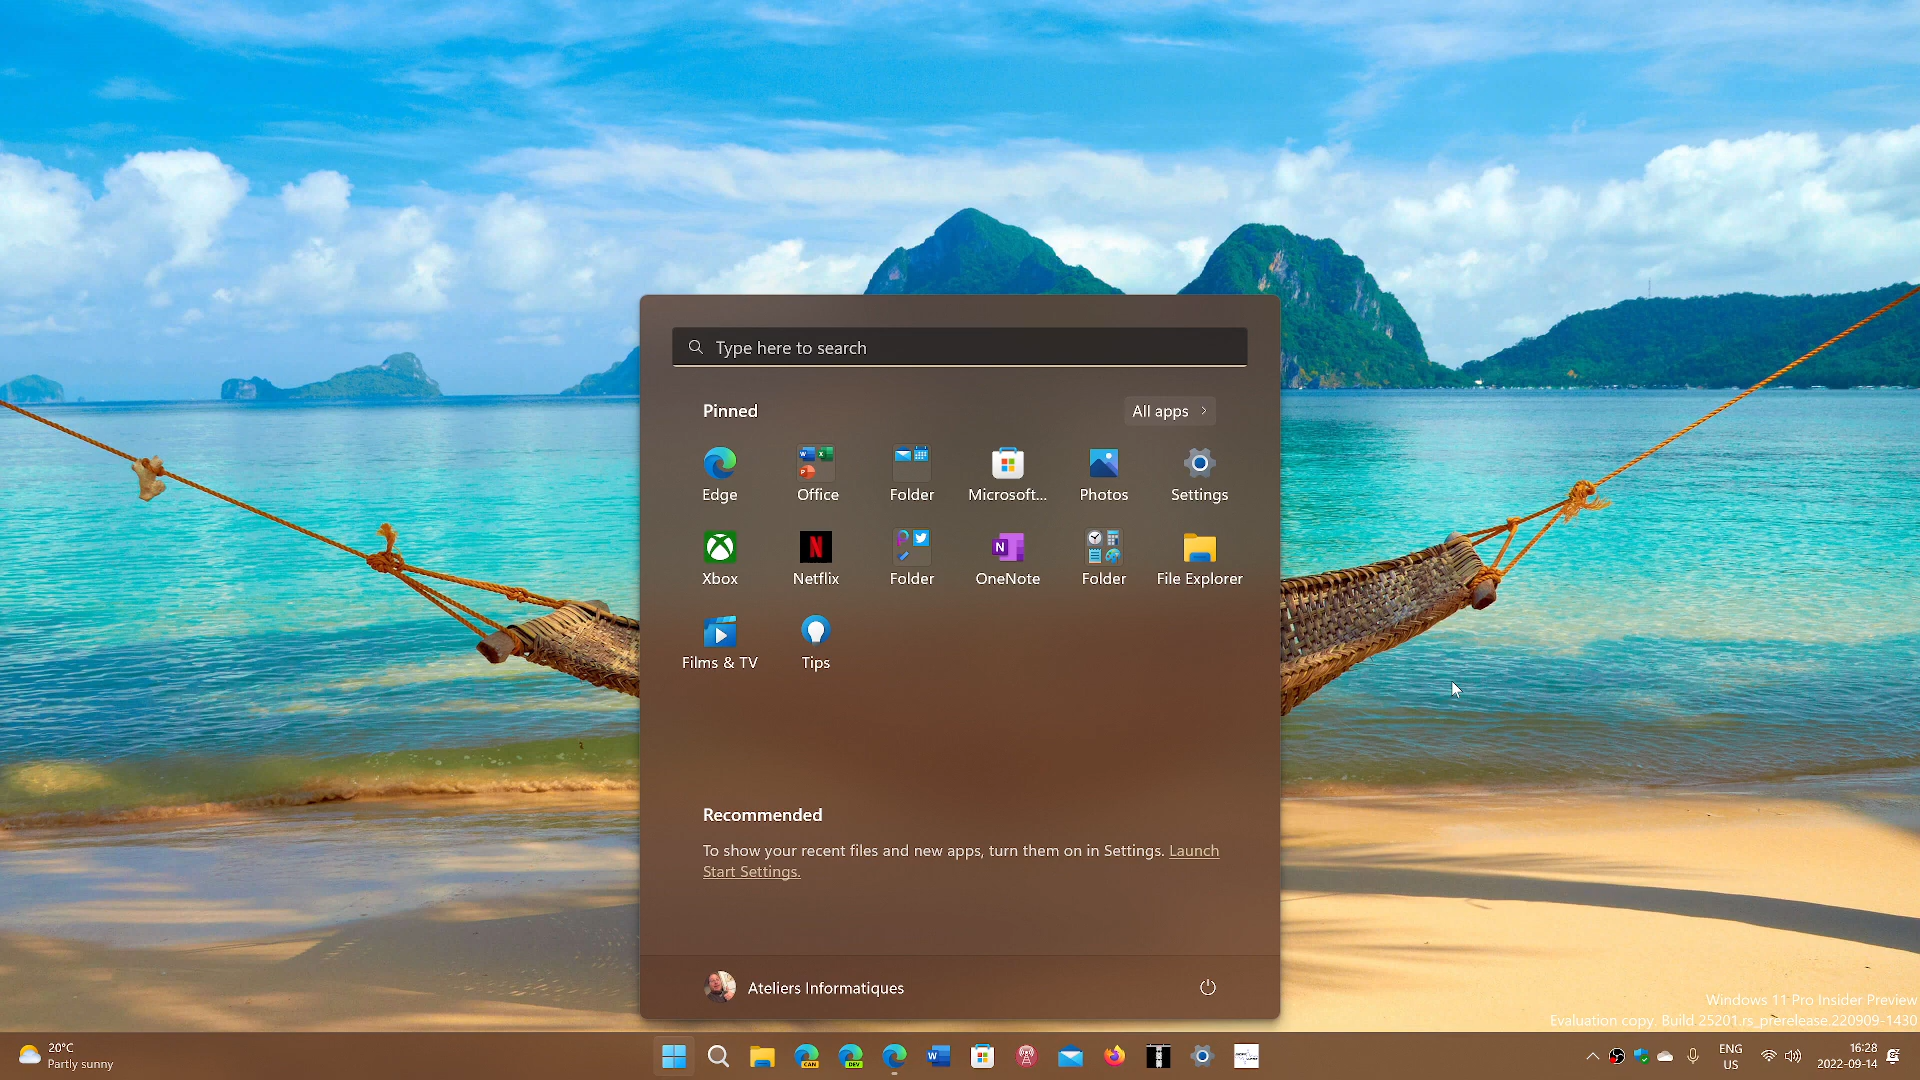 Type here to search
Pinned
All apps
Edge
Office
Folder
Microsoft...
Photos
Settings
Xbox
Netflix
Folder
OneNote
Folder
File Explorer
Films & TV
Tips
Recommended
To show your recent files and new apps, turn them on in Settings. Launch
Start Settings.
Ateliers Informatiques
Windows 11 Pro Insider Preview
Evaluation copy. Build 25201.rs_prerelease.220909-1430
20°C
Partly sunny
CAN
DEV
ENG
US
16:28
2022-09-14